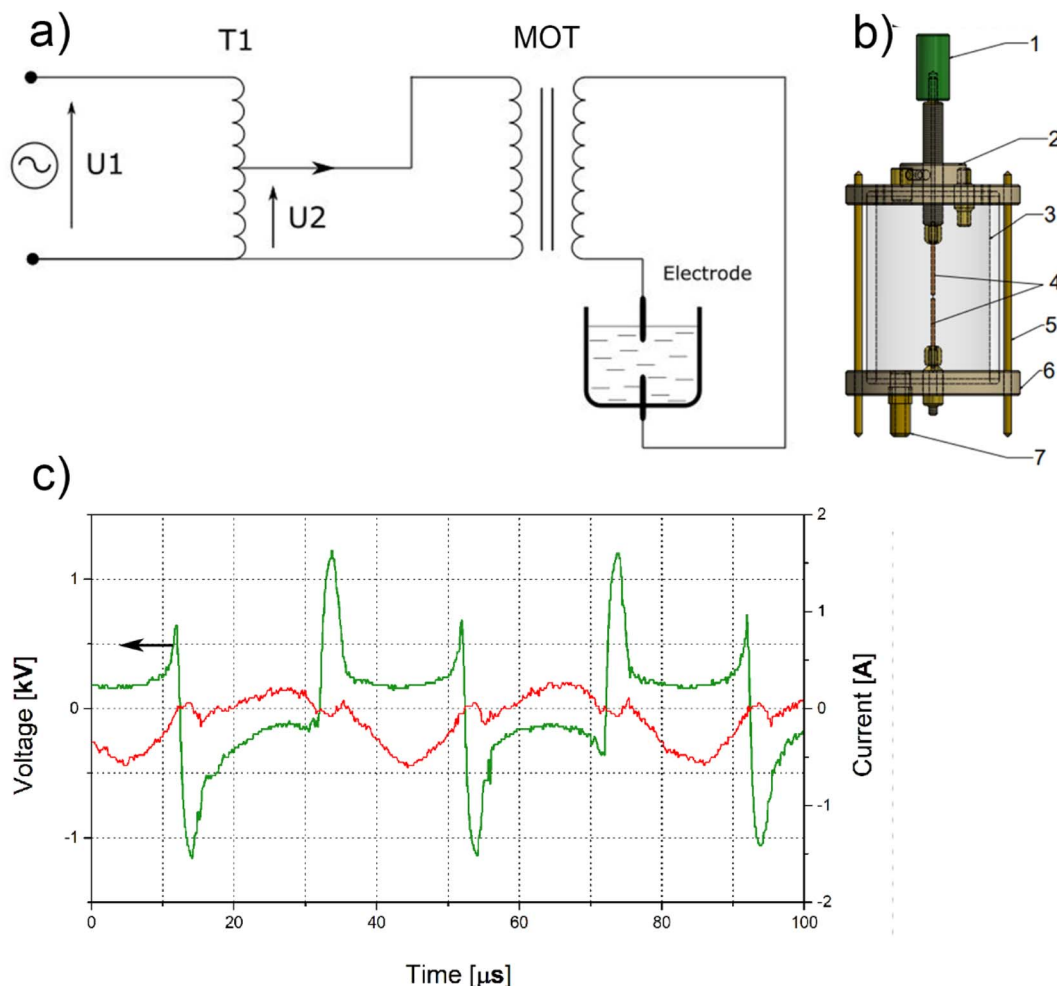 a)
T1
MOT
U1
U2
Electrode
b)
1
2
3
4
5
6
7
c)
Voltage [kV]
1
0
-1
Current [A]
2
1
0
-1
-2
0
20
40
60
80
100
Time [μs]